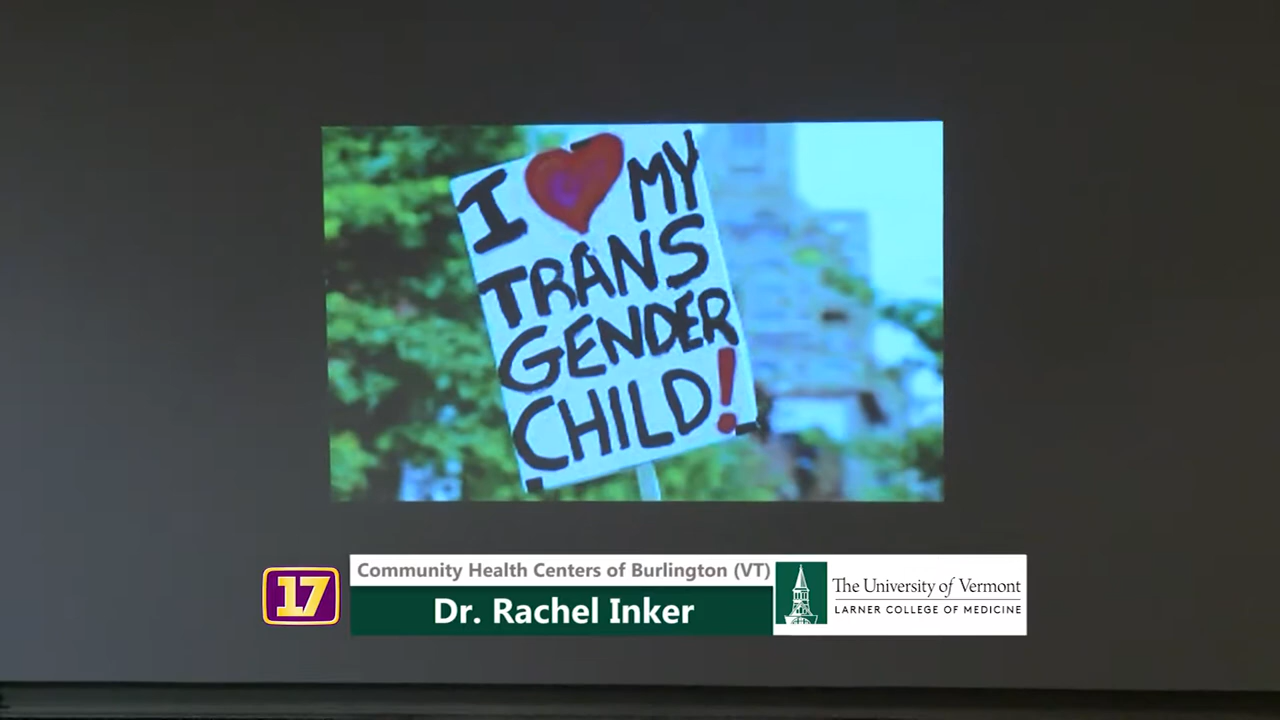 I MY
TRANS
GENDER
CHILD!
17
Community Health Centers of Burlington (VT)
Dr. Rachel Inker
The University of Vermont
LARNER COLLEGE OF MEDICINE